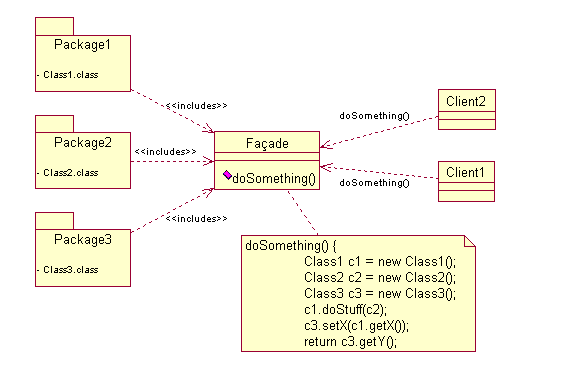 Package1
- Class1.class
<<includes>>
Client2
doSomething()
Package2
- Class2.class
<<includes>>
Façade
doSomething()
Client1
doSomething()
Package3
- Class3.class
<<includes>>
doSomething() {
Class1 c1 = new Class1();
Class2 c2 = new Class2();
Class3 c3 = new Class3();
c1.doStuff(c2);
c3.setX(c1.getX());
return c3.getY();